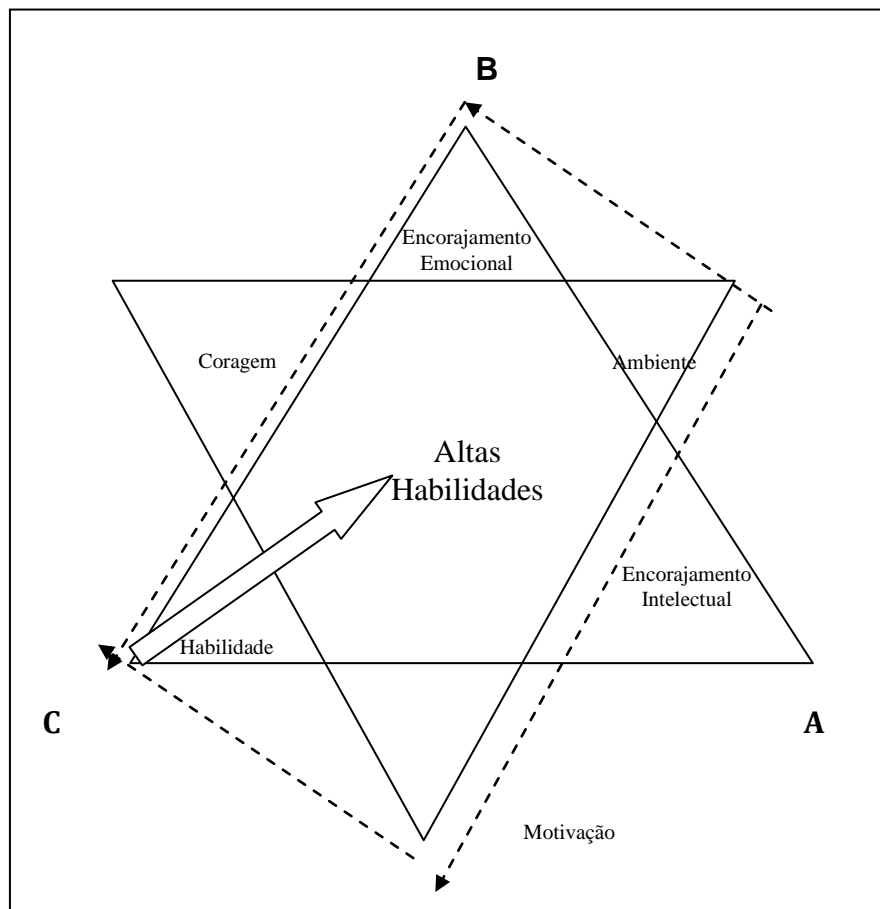 B
Encorajamento
Emocional
Coragem
Ambiente
Altas
Habilidades
Encorajamento
Intelectual
Habilidade
C
A
Motivação